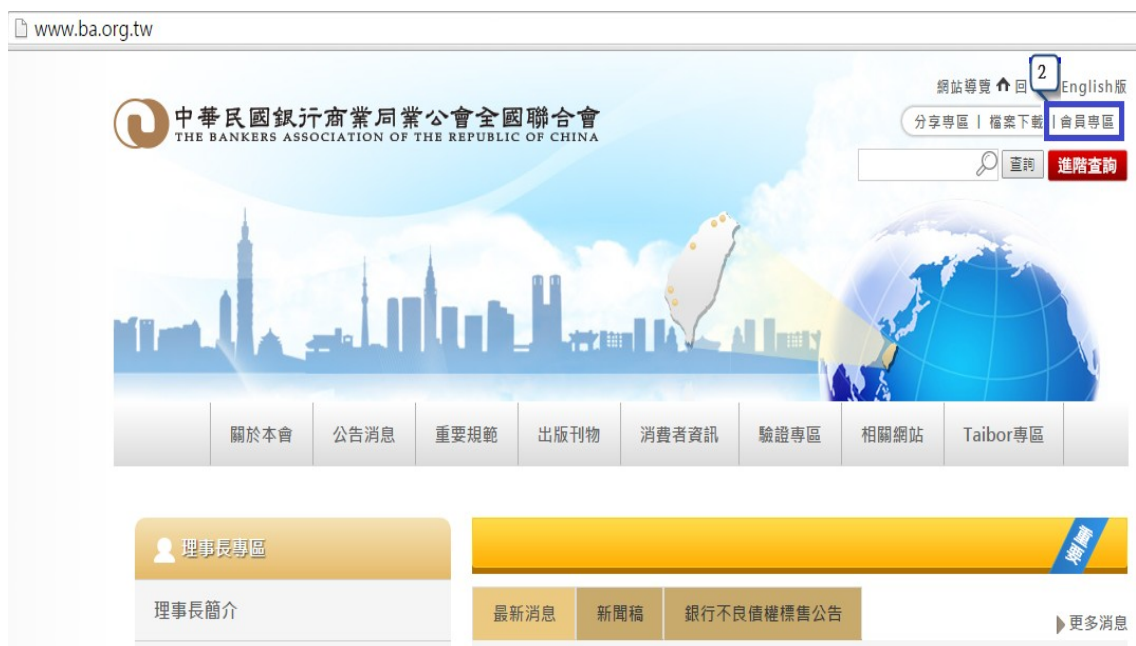 www.ba.org.tw
網站導覽 回 English版
2
中華民國銀行商業同業公會全國聯合會
THE BANKERS ASSOCIATION OF THE REPUBLIC OF CHINA
分享專區 | 檔案下載 | 會員專區
查詢 進階查詢
關於本會 公告消息 重要規範 出版刊物 消費者資訊 驗證專區 相關網站 Taibor專區
理事長專區
重要
理事長簡介
最新消息 新聞稿 銀行不良債權標售公告
更多消息